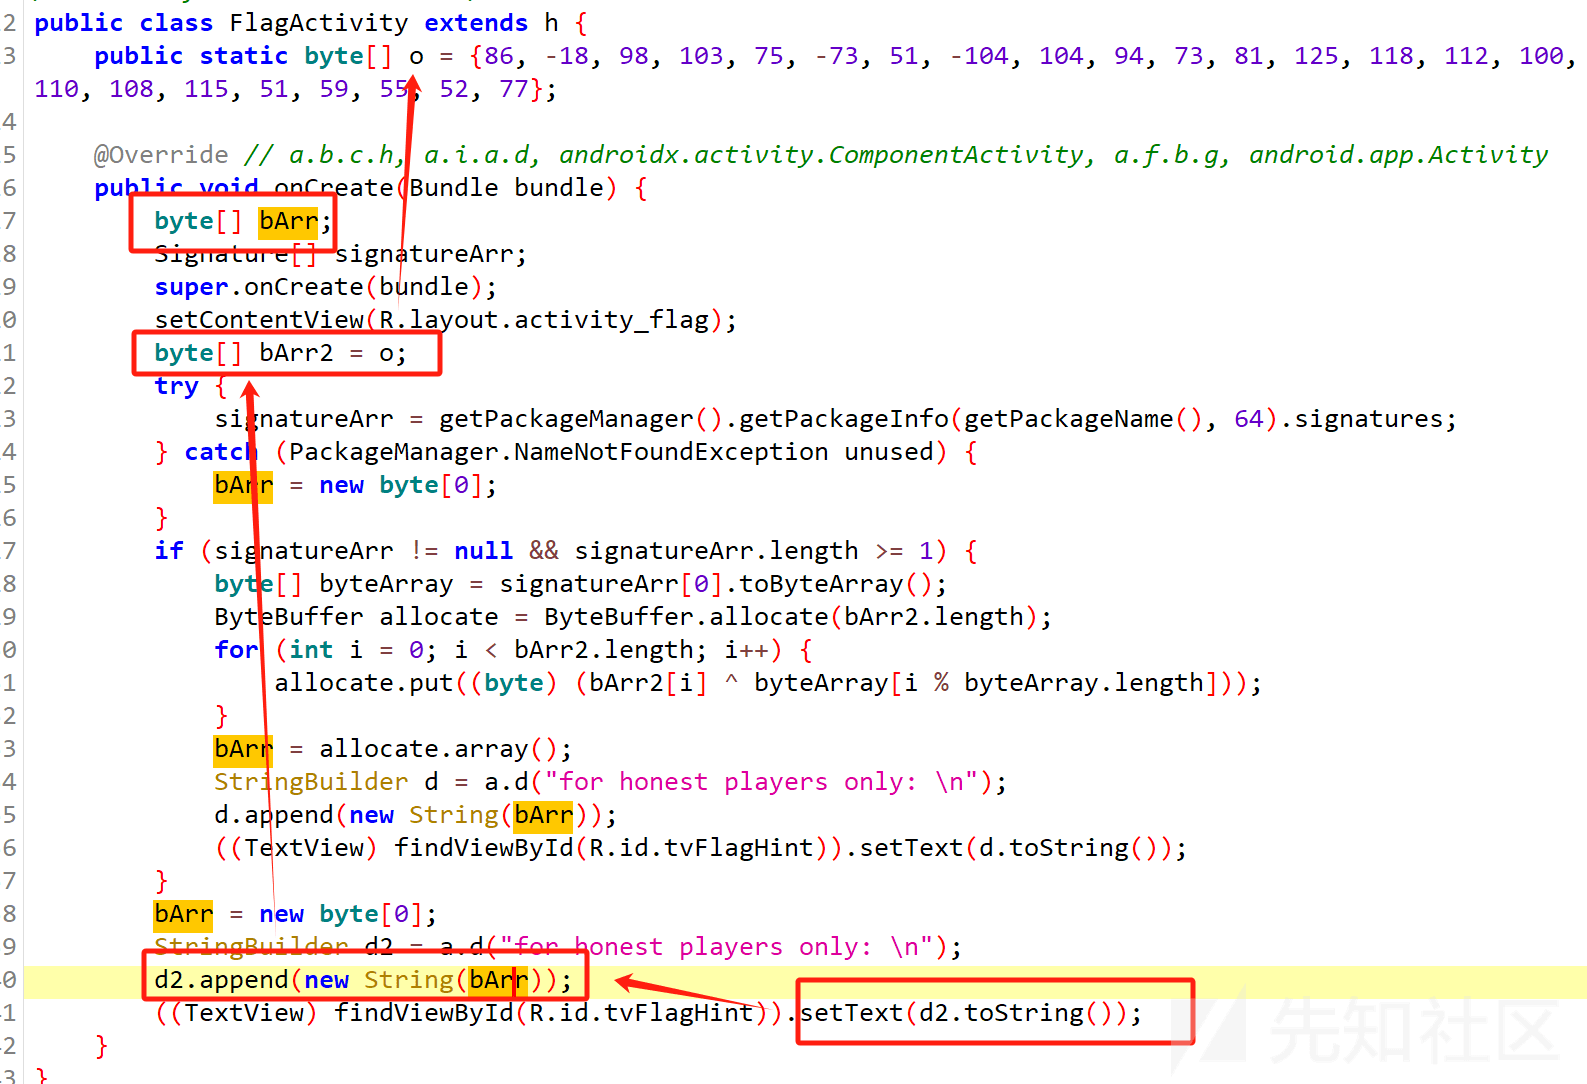 2 public class FlagActivity extends h {
3 public static byte[] o = {86, -18, 98, 103, 75, -73, 51, -104, 104, 94, 73, 81, 125, 118, 112, 100,
110, 108, 115, 51, 59, 55, 52, 77};
4
5 @Override // a.b.c.h, a.i.a.d, androidx.activity.ComponentActivity, a.f.b.g, android.app.Activity
6 public void onCreate(Bundle bundle) {
7 byte[] bArr;
8 Signature[] signatureArr;
9 super.onCreate(bundle);
0 setContentView(R.layout.activity_flag);
1 byte[] bArr2 = o;
2 try {
3 signatureArr = getPackageManager().getPackageInfo(getPackageName(), 64).signatures;
4 } catch (PackageManager.NameNotFoundException unused) {
5 bArr = new byte[0];
6 }
7 if (signatureArr != null && signatureArr.length >= 1) {
8 byte[] byteArray = signatureArr[0].toByteArray();
9 ByteBuffer allocate = ByteBuffer.allocate(bArr2.length);
0 for (int i = 0; i < bArr2.length; i++) {
1 allocate.put((byte) (bArr2[i] ^ byteArray[i % byteArray.length]));
2 }
3 bArr = allocate.array();
4 StringBuilder d = a.d("for honest players only: \n");
5 d.append(new String(bArr));
6 ((TextView) findViewById(R.id.tvFlagHint)).setText(d.toString());
7 }
8 bArr = new byte[0];
9 StringBuilder d2 = a.d("for honest players only: \n");
0 d2.append(new String(bArr));
1 ((TextView) findViewById(R.id.tvFlagHint)).setText(d2.toString());
2 }
3 }
先知社区